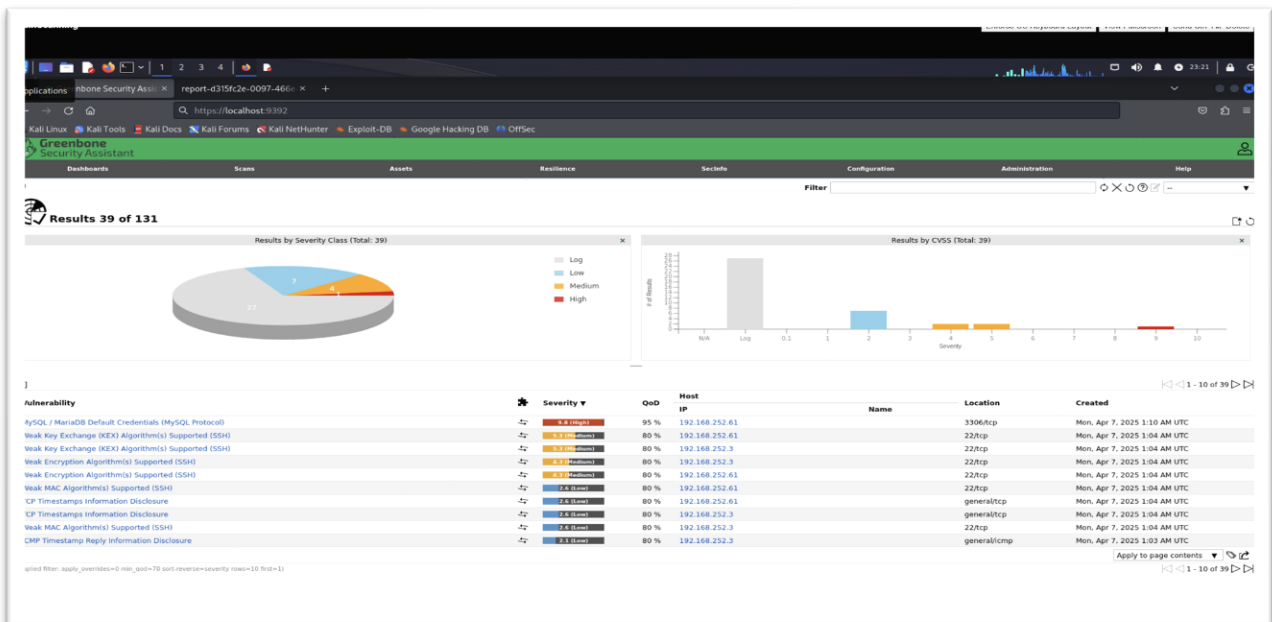 1 2 3 4 23:21
pplications nbone Security Assi × report-d315fc2e-0097-466e × +
https://localhost:9392
Kali Linux Kali Tools Kali Docs Kali Forums Kali NetHunter Exploit-DB Google Hacking DB OffSec
Greenbone
Security Assistant
Dashboards Scans Assets Resilience SecInfo Configuration Administration Help
Filter --
Results 39 of 131
Results by Severity Class (Total: 39) × Results by CVSS (Total: 39) ×
Log
Low
Medium
High
27 7 4 1
# of Results
N/A Log 0.1 1 2 3 4 5 6 7 8 9 10
Severity
1 - 10 of 39
Vulnerability Severity ▼ QoD Host Location Created
IP Name
MySQL / MariaDB Default Credentials (MySQL Protocol) 9.8 (High) 95 % 192.168.252.61 3306/tcp Mon, Apr 7, 2025 1:10 AM UTC
Weak Key Exchange (KEX) Algorithm(s) Supported (SSH) 5.3 (Medium) 80 % 192.168.252.61 22/tcp Mon, Apr 7, 2025 1:04 AM UTC
Weak Key Exchange (KEX) Algorithm(s) Supported (SSH) 5.3 (Medium) 80 % 192.168.252.3 22/tcp Mon, Apr 7, 2025 1:04 AM UTC
Weak Encryption Algorithm(s) Supported (SSH) 4.3 (Medium) 80 % 192.168.252.3 22/tcp Mon, Apr 7, 2025 1:04 AM UTC
Weak Encryption Algorithm(s) Supported (SSH) 4.3 (Medium) 80 % 192.168.252.61 22/tcp Mon, Apr 7, 2025 1:04 AM UTC
Weak MAC Algorithm(s) Supported (SSH) 2.6 (Low) 80 % 192.168.252.61 22/tcp Mon, Apr 7, 2025 1:04 AM UTC
TCP Timestamps Information Disclosure 2.6 (Low) 80 % 192.168.252.61 general/tcp Mon, Apr 7, 2025 1:04 AM UTC
TCP Timestamps Information Disclosure 2.6 (Low) 80 % 192.168.252.3 general/tcp Mon, Apr 7, 2025 1:04 AM UTC
Weak MAC Algorithm(s) Supported (SSH) 2.6 (Low) 80 % 192.168.252.3 22/tcp Mon, Apr 7, 2025 1:04 AM UTC
ICMP Timestamp Reply Information Disclosure 2.1 (Low) 80 % 192.168.252.3 general/icmp Mon, Apr 7, 2025 1:03 AM UTC
Apply to page contents ▼
plied filter: apply_overrides=0 min_qod=70 sort-reverse=severity rows=10 first=1) 1 - 10 of 39